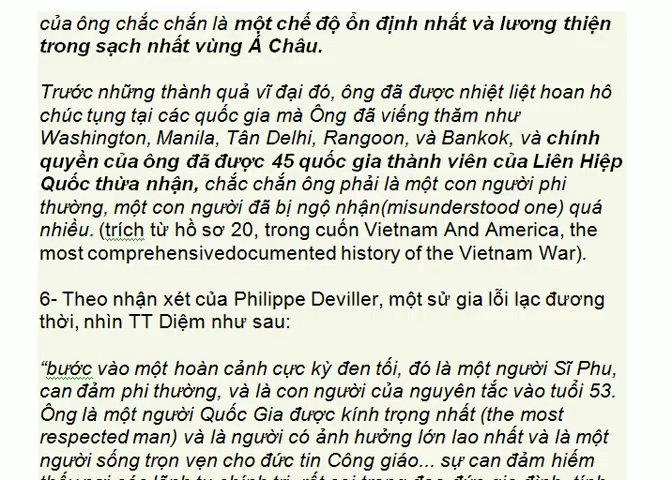 của ông chắc chắn là một chế độ ổn định nhất và lương thiện
trong sạch nhất vùng Á Châu.
Trước những thành quả vĩ đại đó, ông đã được nhiệt liệt hoan hô
chúc tụng tại các quốc gia mà Ông đã viếng thăm như
Washington, Manila, Tân Delhi, Rangoon, và Bankok, và chính
quyền của ông đã được 45 quốc gia thành viên của Liên Hiệp
Quốc thừa nhận, chắc chắn ông phải là một con người phi
thường, một con người đã bị ngộ nhận(misunderstood one) quá
nhiều. (trích từ hồ sơ 20, trong cuốn Vietnam And America, the
most comprehensivedocumented history of the Vietnam War).
6- Theo nhận xét của Philippe Deviller, một sử gia lỗi lạc đương
thời, nhìn TT Diệm như sau:
“bước vào một hoàn cảnh cực kỳ đen tối, đó là một người Sĩ Phu,
can đảm phi thường, và là con người của nguyên tắc vào tuổi 53.
Ông là một người Quốc Gia được kính trọng nhất (the most
respected man) và là người có ảnh hưởng lớn lao nhất và là một
người sống trọn vẹn cho đức tin Công giáo... sự can đảm hiếm